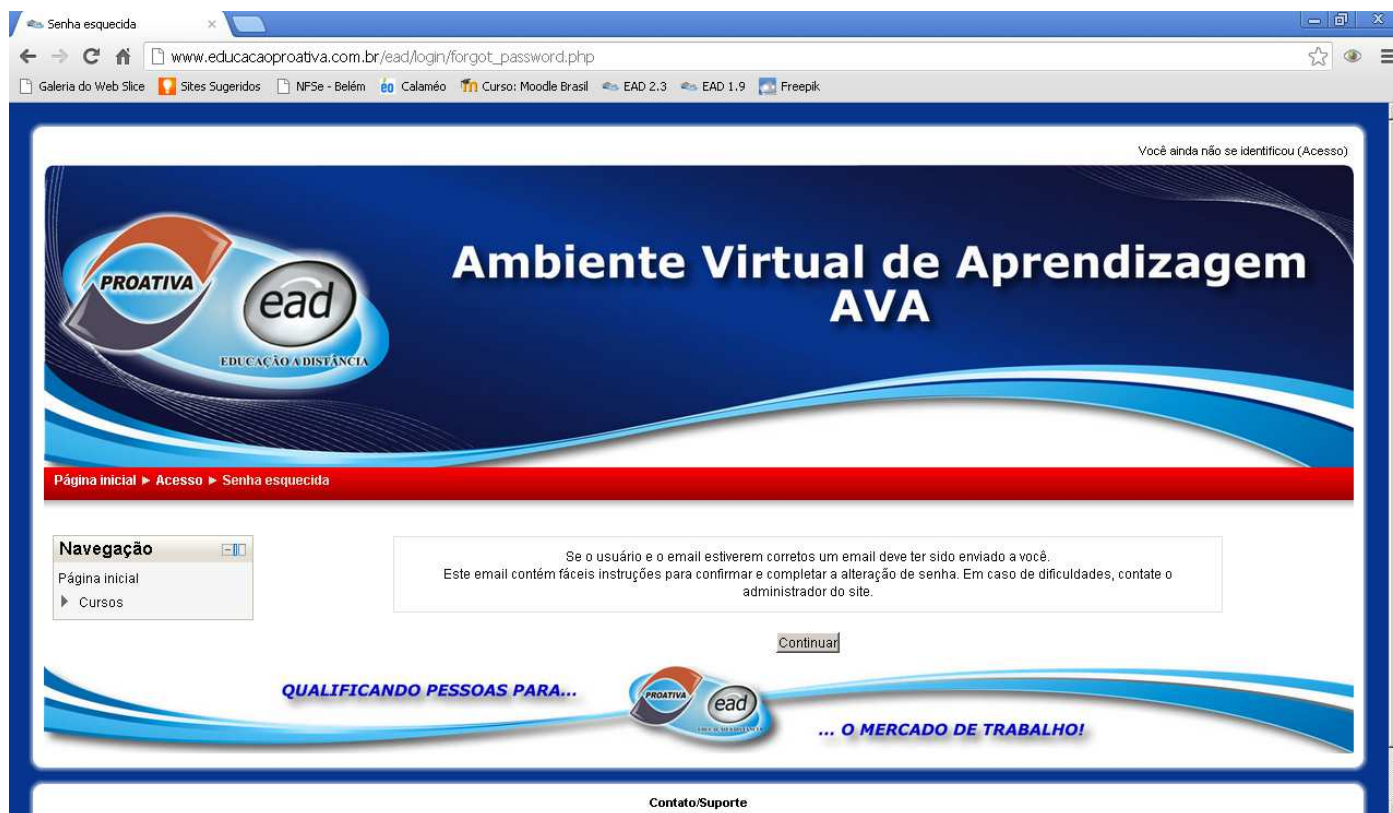 Senha esquecida
www.educacaoproativa.com.br/ead/login/forgot_password.php
Galeria do Web Slice Sites Sugeridos NFSe - Belém éo Calaméo m Curso: Moodle Brasil EAD 2.3 EAD 1.9 Freepik
Você ainda não se identificou (Acesso)
PROATIVA
ead
EDUCAÇÃO A DISTÂNCIA
Ambiente Virtual de Aprendizagem
AVA
Página inicial ► Acesso ► Senha esquecida
Navegação
Página inicial
Cursos
Se o usuário e o email estiverem corretos um email deve ter sido enviado a você.
Este email contém fáceis instruções para confirmar e completar a alteração de senha. Em caso de dificuldades, contate o
administrador do site.
Continuar
QUALIFICANDO PESSOAS PARA...
PROATIVA
ead
... O MERCADO DE TRABALHO!
Contato/Suporte